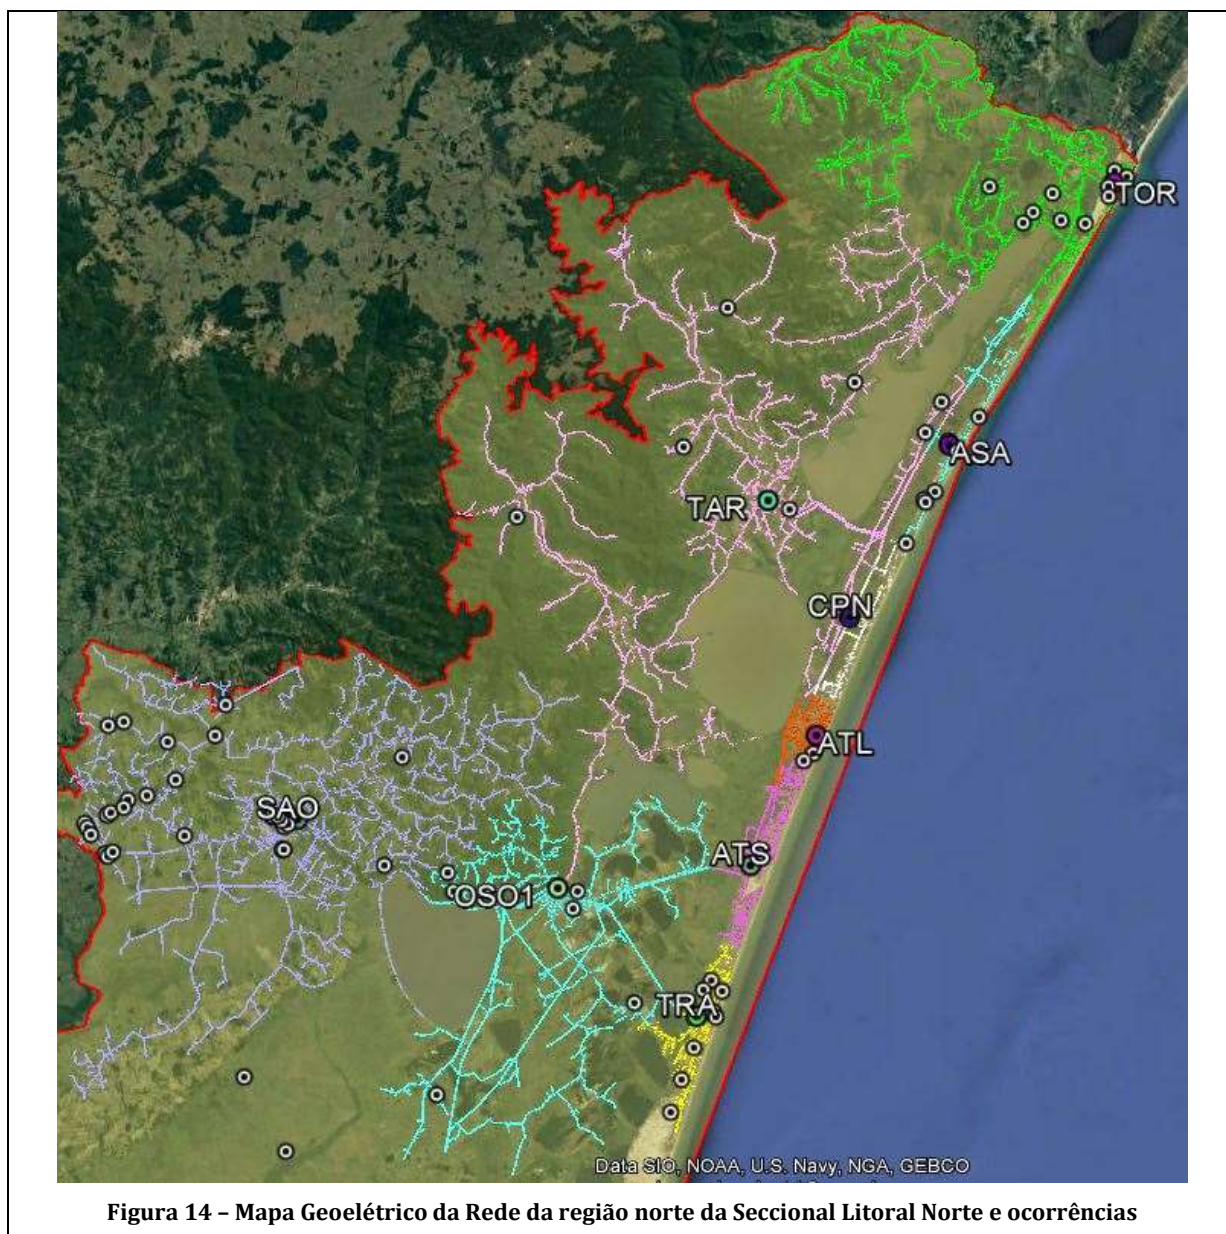 TOR
ASA
TAR
CPN
ATL
SAO
ATS
OSO1
TRA
Data SIO, NOAA, U.S. Navy, NGA, GEBCO
Figura 14 – Mapa Geoelétrico da Rede da região norte da Seccional Litoral Norte e ocorrências